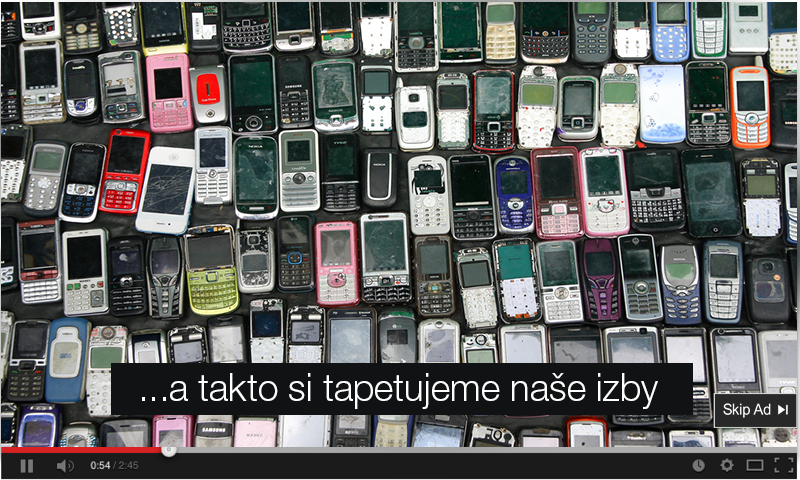 ...a takto si tapetujeme naše izby
Skip Ad
0:54 / 2:45